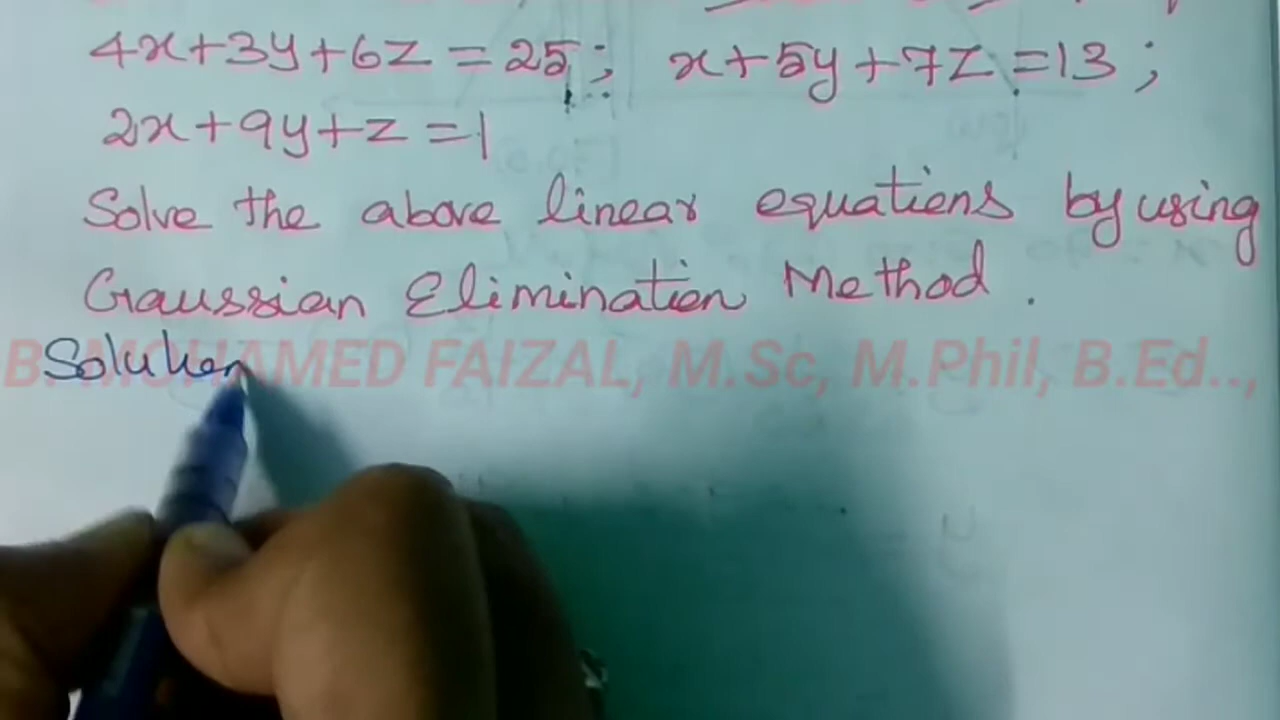 4x+3y+6z = 25; x+5y+7z =13 ;
2x+9y+z =1
Solve the above linear equations by using
Gaussian Elimination Method .
Solution
B. MOHAMED FAIZAL, M.Sc, M.Phil, B.Ed..,